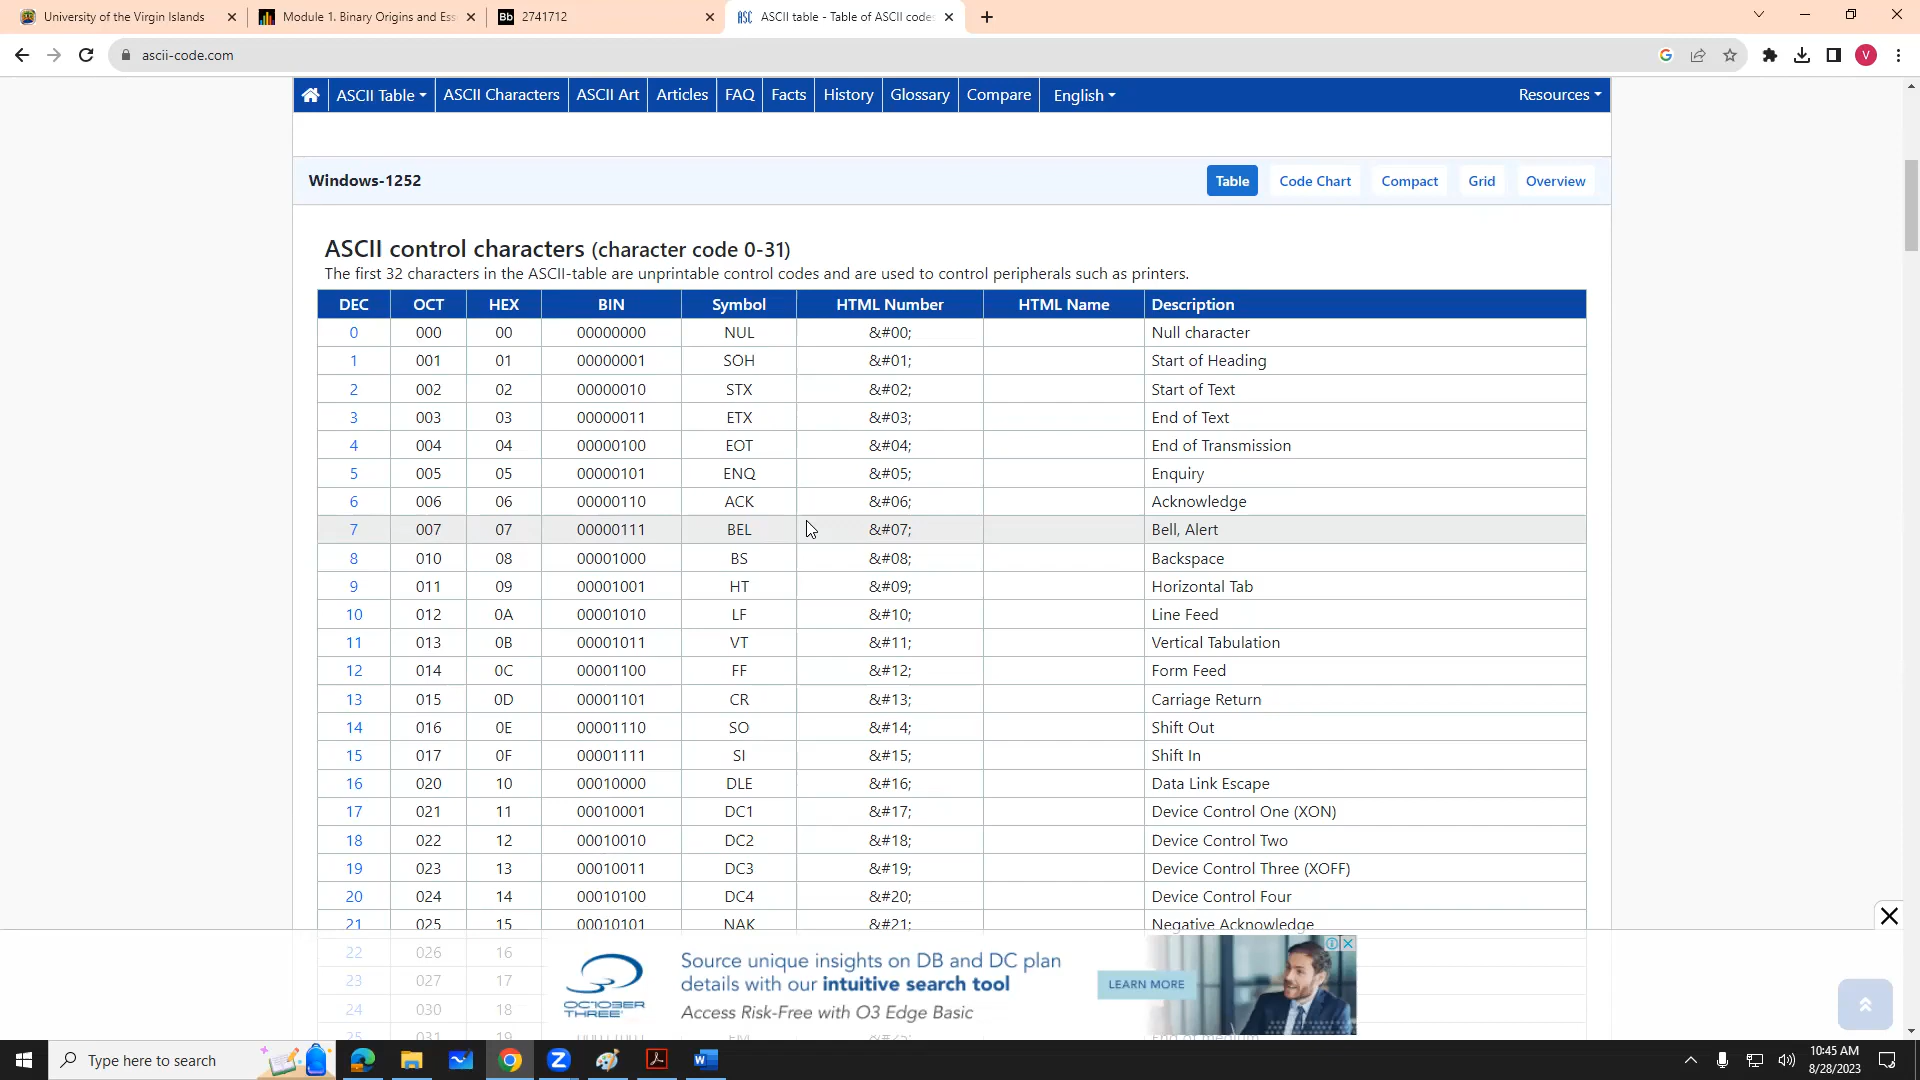 University of the Virgin Islands
Module 1. Binary Origins and Ess
Bb 2741712
ASC ASCII table - Table of ASCII codes
ascii-code.com
V
ASCII Table ASCII Characters ASCII Art Articles FAQ Facts History Glossary Compare English Resources
Windows-1252 Table Code Chart Compact Grid Overview
ASCII control characters (character code 0-31)
The first 32 characters in the ASCII-table are unprintable control codes and are used to control peripherals such as printers.
DEC OCT HEX BIN Symbol HTML Number HTML Name Description
0 000 00 00000000 NUL &#00; Null character
1 001 01 00000001 SOH &#01; Start of Heading
2 002 02 00000010 STX &#02; Start of Text
3 003 03 00000011 ETX &#03; End of Text
4 004 04 00000100 EOT &#04; End of Transmission
5 005 05 00000101 ENQ &#05; Enquiry
6 006 06 00000110 ACK &#06; Acknowledge
7 007 07 00000111 BEL &#07; Bell, Alert
8 010 08 00001000 BS &#08; Backspace
9 011 09 00001001 HT &#09; Horizontal Tab
10 012 0A 00001010 LF &#10; Line Feed
11 013 0B 00001011 VT &#11; Vertical Tabulation
12 014 0C 00001100 FF &#12; Form Feed
13 015 0D 00001101 CR &#13; Carriage Return
14 016 0E 00001110 SO &#14; Shift Out
15 017 0F 00001111 SI &#15; Shift In
16 020 10 00010000 DLE &#16; Data Link Escape
17 021 11 00010001 DC1 &#17; Device Control One (XON)
18 022 12 00010010 DC2 &#18; Device Control Two
19 023 13 00010011 DC3 &#19; Device Control Three (XOFF)
20 024 14 00010100 DC4 &#20; Device Control Four
21 025 15 00010101 NAK &#21; Negative Acknowledge
22 026 16
23 027 17
24 030 18
25 031 19 EM &#25; End of medium
OCTOBER THREE
Source unique insights on DB and DC plan
details with our intuitive search tool
Access Risk-Free with O3 Edge Basic
LEARN MORE
Type here to search
10:45 AM
8/28/2023